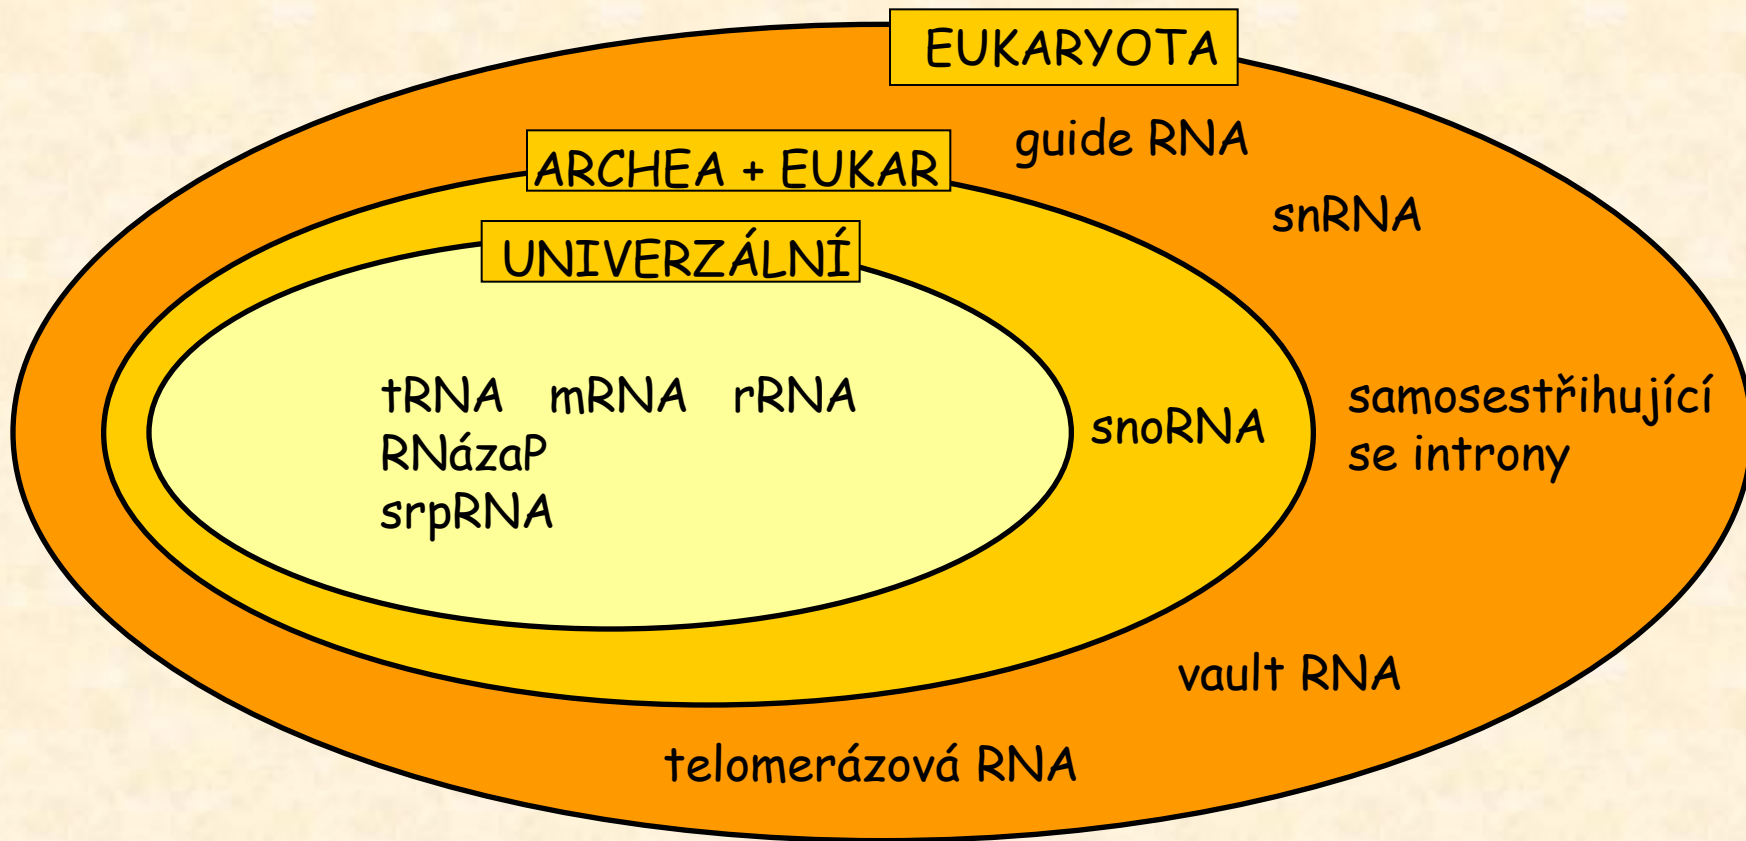 EUKARYOTA
guide RNA
ARCHEA + EUKAR
snRNA
UNIVERZÁLNÍ
tRNA mRNA rRNA
RNázaP
srpRNA
snoRNA
samosestřihující
se introny
vault RNA
telomerázová RNA